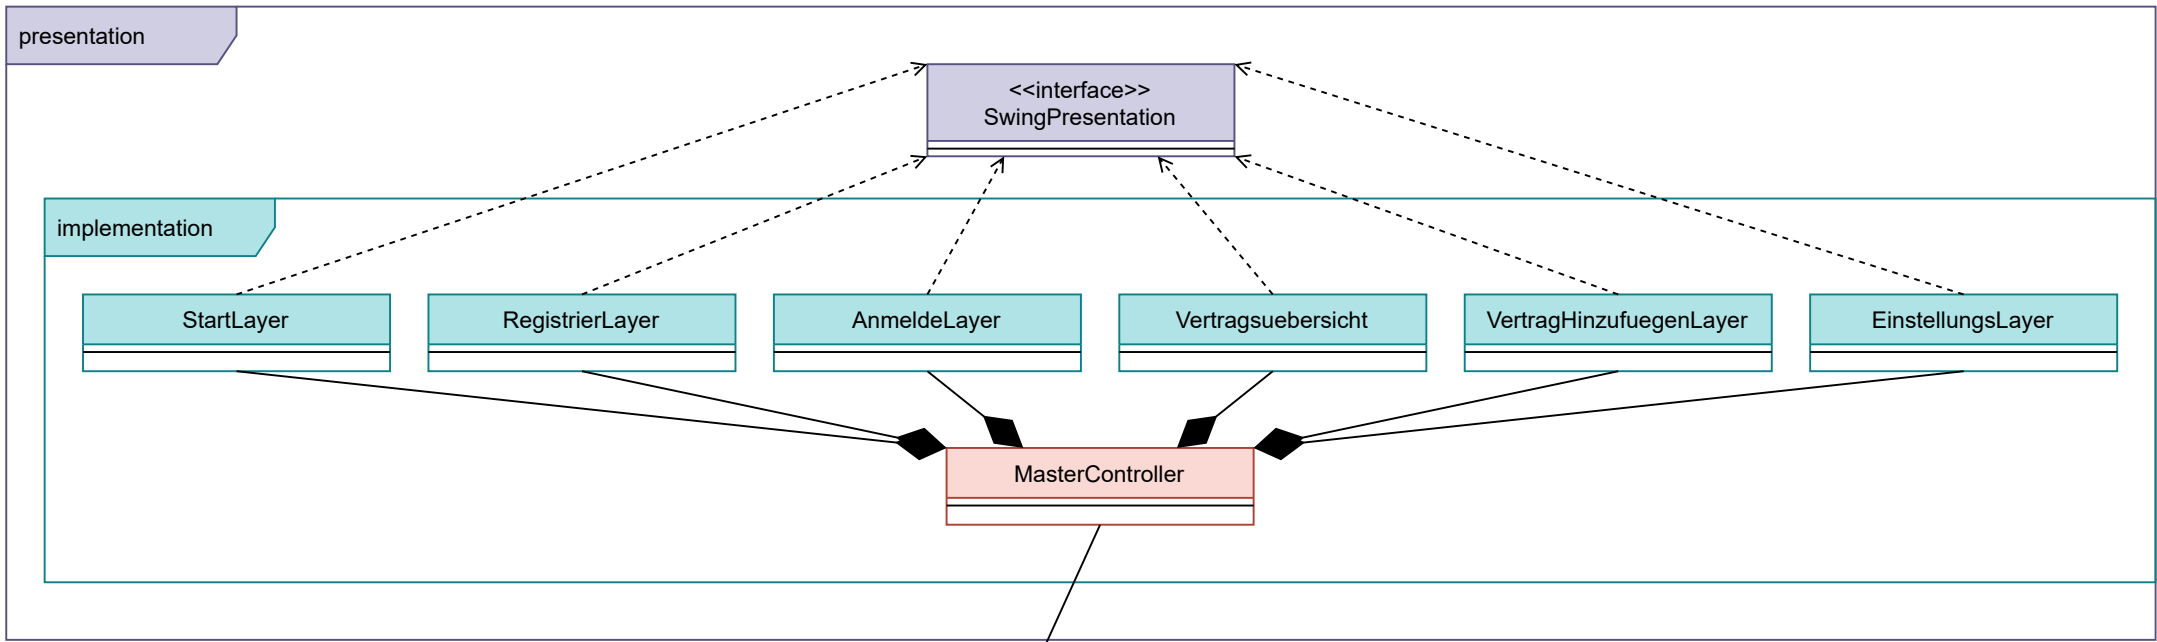 presentation
<<interface>>
SwingPresentation
implementation
StartLayer
RegistrierLayer
AnmeldeLayer
Vertragsuebersicht
VertragHinzufuegenLayer
EinstellungsLayer
MasterController